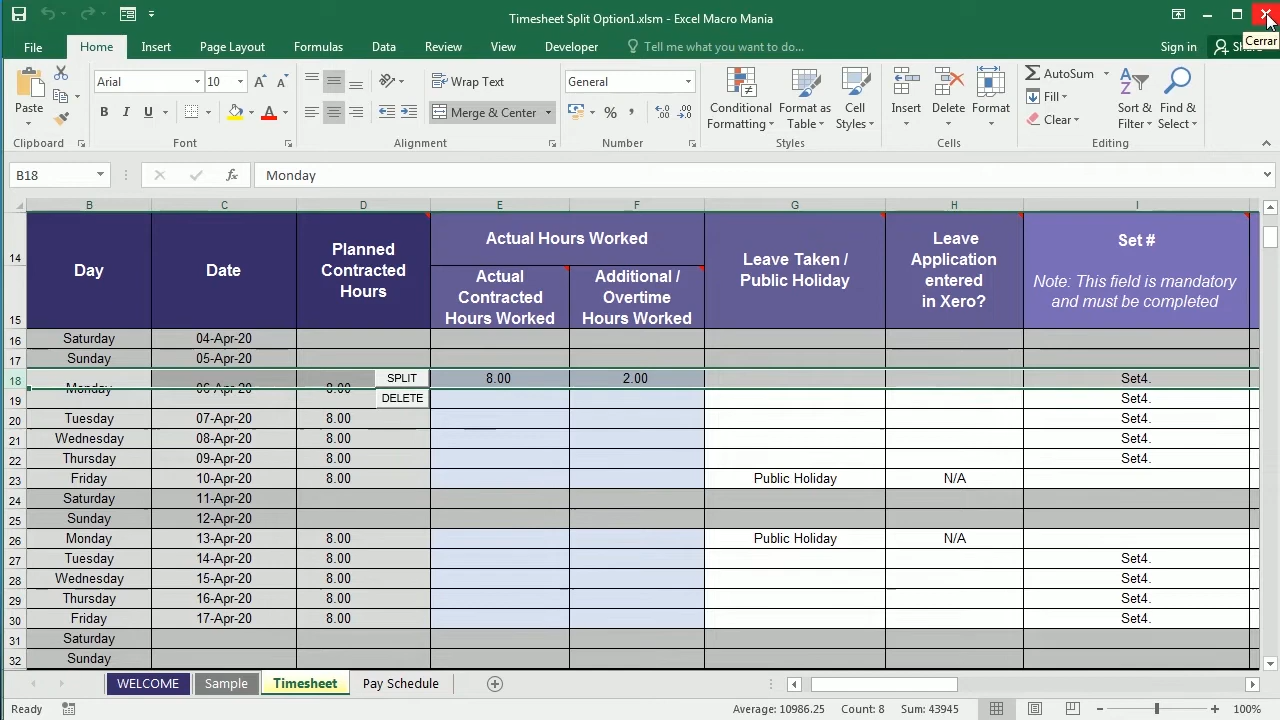 Timesheet Split Option1.xlsm - Excel Macro Mania
Cerrar
File Home Insert Page Layout Formulas Data Review View Developer Tell me what you want to do... Sign in
Paste
Arial 10
B I U
Wrap Text
Merge & Center
General
Conditional Formatting
Format as Table
Cell Styles
Insert Delete Format
AutoSum
Fill
Clear
Sort & Filter
Find & Select
Clipboard Font Alignment Number Styles Cells Editing
B18 fx Monday
B C D E F G H I
14
15
Day
Date
Planned
Contracted
Hours
Actual Hours Worked
Actual
Contracted
Hours Worked
Additional /
Overtime
Hours Worked
Leave Taken /
Public Holiday
Leave
Application
entered
in Xero?
Set #
Note: This field is mandatory
and must be completed
16 Saturday 04-Apr-20
17 Sunday 05-Apr-20
18 Monday 06-Apr-20 8.00 SPLIT 8.00 2.00 Set4.
19 DELETE Set4.
20 Tuesday 07-Apr-20 8.00 Set4.
21 Wednesday 08-Apr-20 8.00 Set4.
22 Thursday 09-Apr-20 8.00 Set4.
23 Friday 10-Apr-20 8.00 Public Holiday N/A
24 Saturday 11-Apr-20
25 Sunday 12-Apr-20
26 Monday 13-Apr-20 8.00 Public Holiday N/A
27 Tuesday 14-Apr-20 8.00 Set4.
28 Wednesday 15-Apr-20 8.00 Set4.
29 Thursday 16-Apr-20 8.00 Set4.
30 Friday 17-Apr-20 8.00 Set4.
31 Saturday
32 Sunday
WELCOME Sample Timesheet Pay Schedule
Ready Average: 10986.25 Count: 8 Sum: 43945 100%